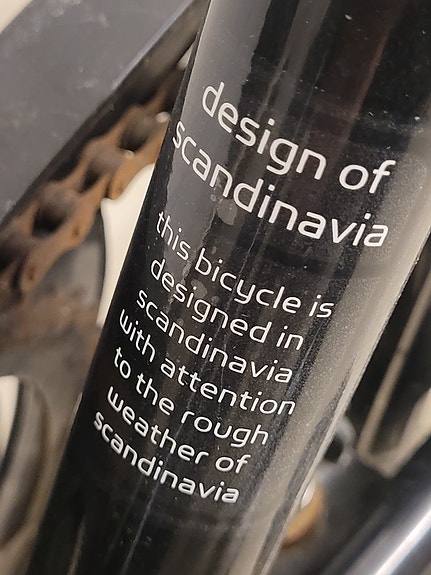 design of
scandinavia
this bicycle is
designed in
scandinavia
with attention
to the rough
weather of
scandinavia